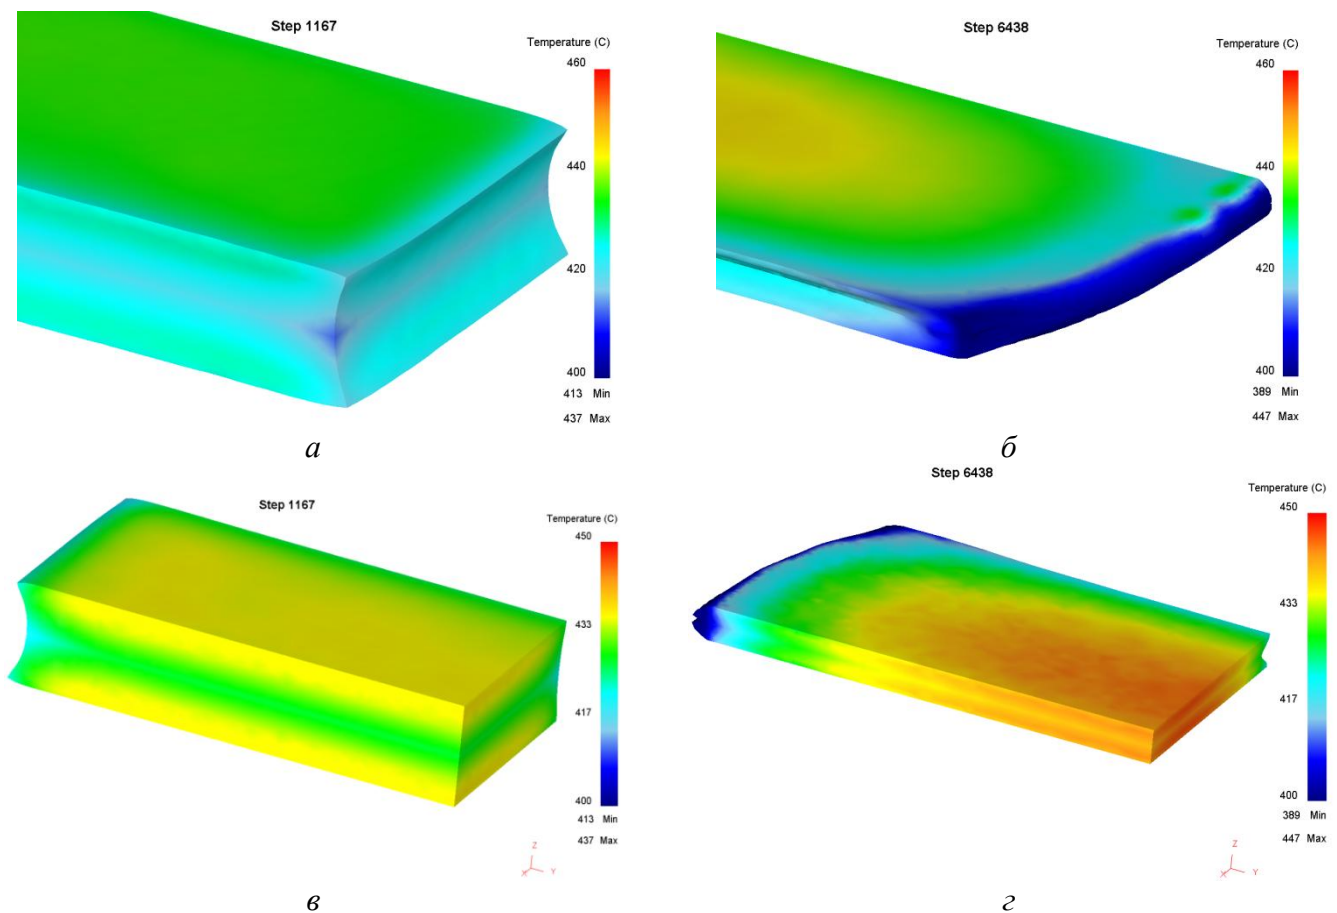 Step 1167
Temperature (C)
460
440
420
400
413 Min
437 Max
а
Step 6438
Temperature (C)
460
440
420
400
389 Min
447 Max
б
Step 1167
Temperature (C)
450
433
417
400
413 Min
437 Max
Z
X Y
в
Step 6438
Temperature (C)
450
433
417
400
389 Min
447 Max
Z
X Y
г